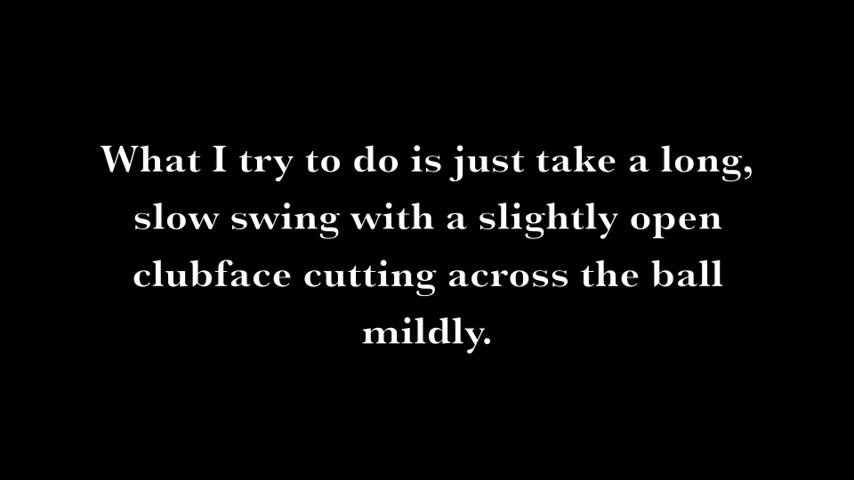 What I try to do is just take a long,
slow swing with a slightly open
clubface cutting across the ball
mildly.